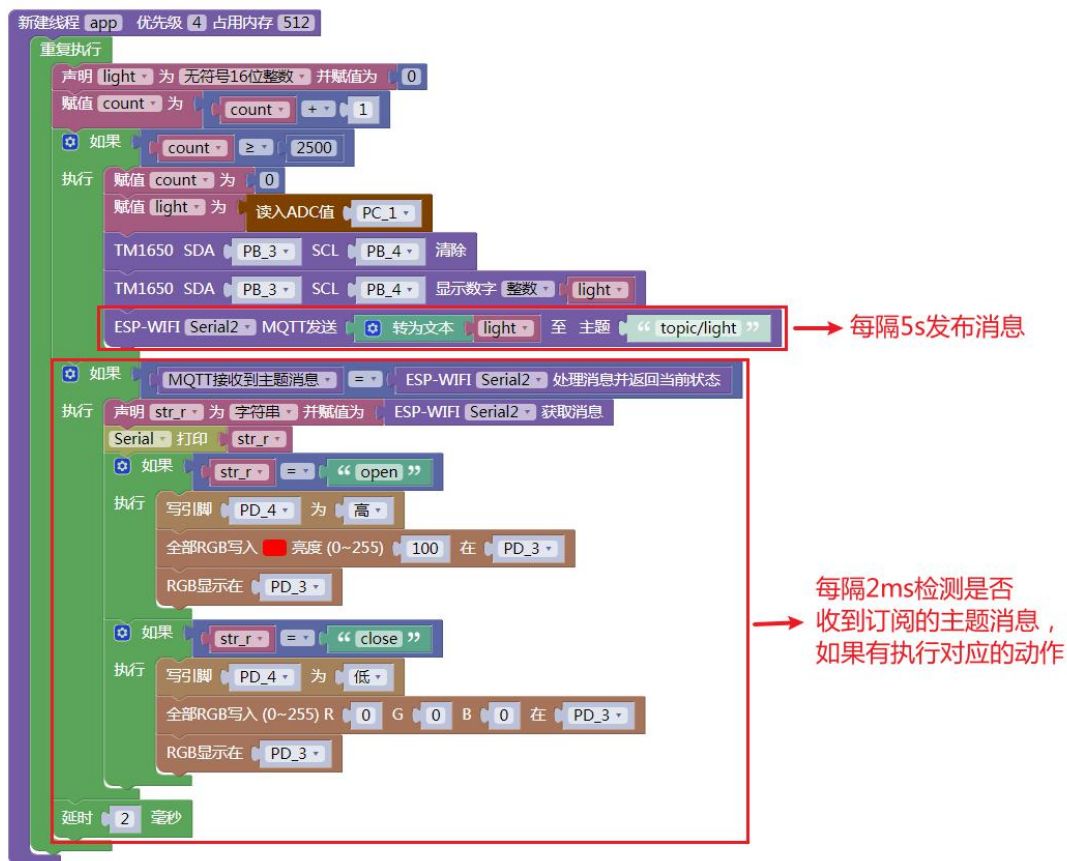 新建线程 app 优先级 4 占用内存 512
重复执行
声明 light 为 无符号16位整数 并赋值为 0
赋值 count 为 count + 1
如果 count ≥ 2500
执行 赋值 count 为 0
赋值 light 为 读入ADC值 PC_1
TM1650 SDA PB_3 SCL PB_4 清除
TM1650 SDA PB_3 SCL PB_4 显示数字 整数 light
ESP-WIFI Serial2 MQTT发送 转为文本 light 至 主题 “ topic/light ”
每隔5s发布消息
如果 MQTT接收到主题消息 = ESP-WIFI Serial2 处理消息并返回当前状态
执行 声明 str_r 为 字符串 并赋值为 ESP-WIFI Serial2 获取消息
Serial 打印 str_r
如果 str_r = “ open ”
执行 写引脚 PD_4 为 高
全部RGB写入 亮度 (0~255) 100 在 PD_3
RGB显示在 PD_3
如果 str_r = “ close ”
执行 写引脚 PD_4 为 低
全部RGB写入 (0~255) R 0 G 0 B 0 在 PD_3
RGB显示在 PD_3
延时 2 毫秒
每隔2ms检测是否
收到订阅的主题消息，
如果有执行对应的动作